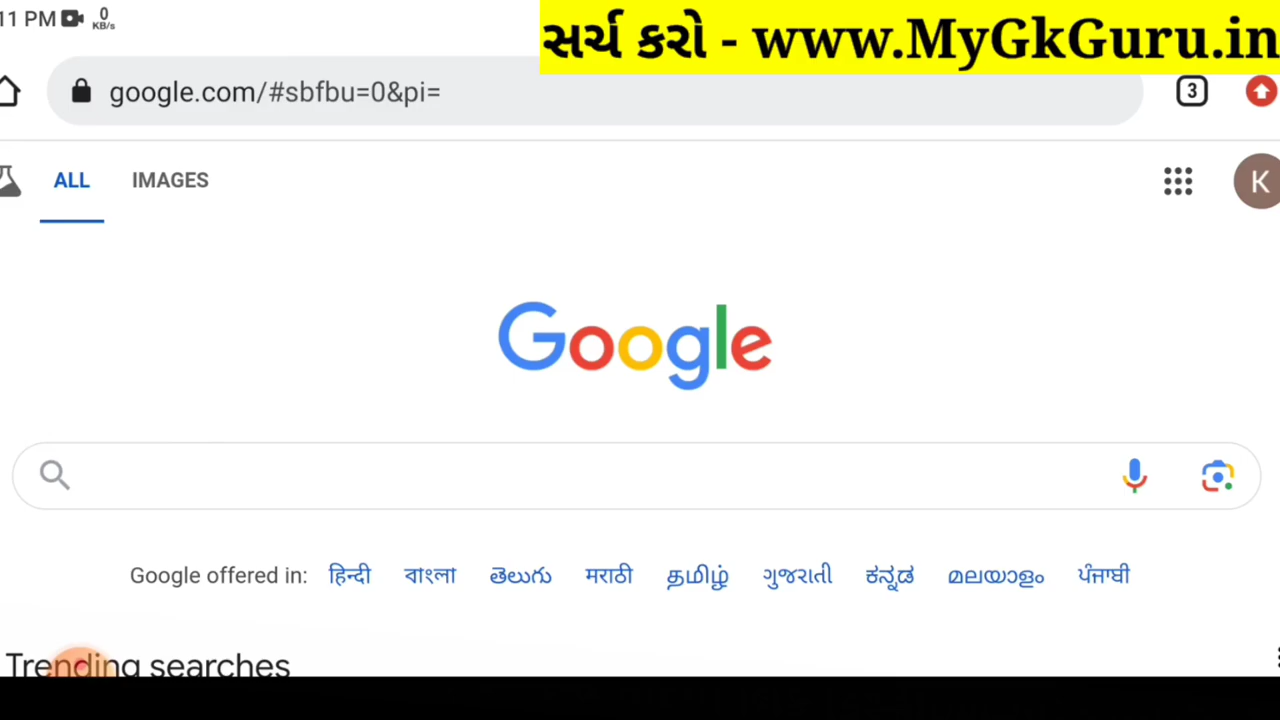 11 PM 0 KB/s
સર્ચ કરો - www.MyGkGuru.in
google.com/#sbfbu=0&pi=
3
ALL IMAGES
K
Google
Google offered in: हिन्दी বাংলা తెలుగు मराठी தமிழ் ગુજરાતી ಕನ್ನಡ മലയാളം ਪੰਜਾਬੀ
Trending searches